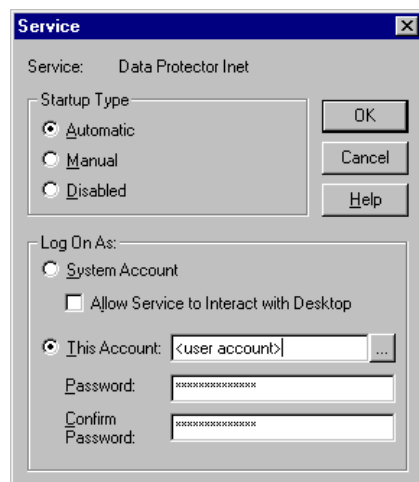 Service
Service: Data Protector Inet
Startup Type
Automatic
Manual
Disabled
OK
Cancel
Help
Log On As:
System Account
Allow Service to Interact with Desktop
This Account: <user account> ...
Password: **************
Confirm
Password: **************